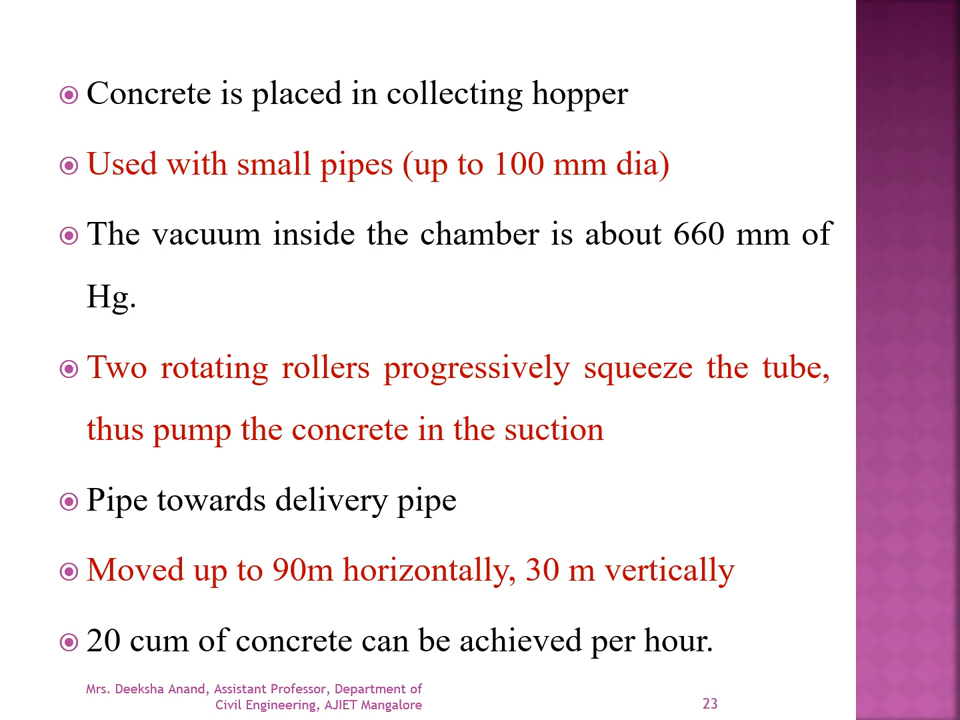 Concrete is placed in collecting hopper
Used with small pipes (up to 100 mm dia)
The vacuum inside the chamber is about 660 mm of
Hg.
Two rotating rollers progressively squeeze the tube,
thus pump the concrete in the suction
Pipe towards delivery pipe
Moved up to 90m horizontally, 30 m vertically
20 cum of concrete can be achieved per hour.
Mrs. Deeksha Anand, Assistant Professor, Department of
Civil Engineering, AJIET Mangalore
23